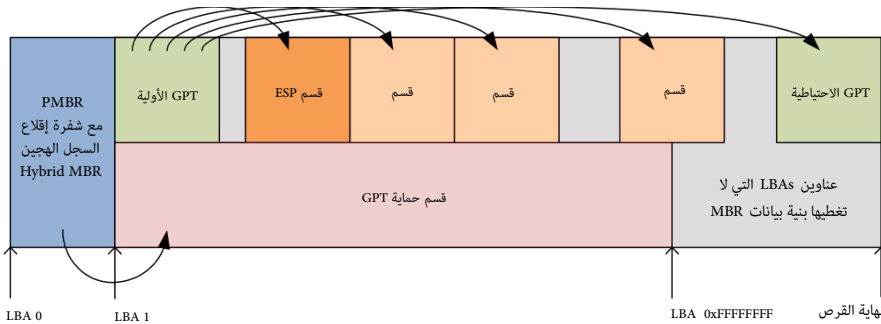 PMBR
مع شفرة إقلاع
السجل الهجين
Hybrid MBR
GPT الأولية
قسم ESP
قسم
قسم
قسم
GPT الاحتياطية
قسم حماية GPT
عناوين LBAs التي لا
تغطيها بنية بيانات MBR
LBA 0
LBA 1
LBA 0xFFFFFFFF
نهاية القرص